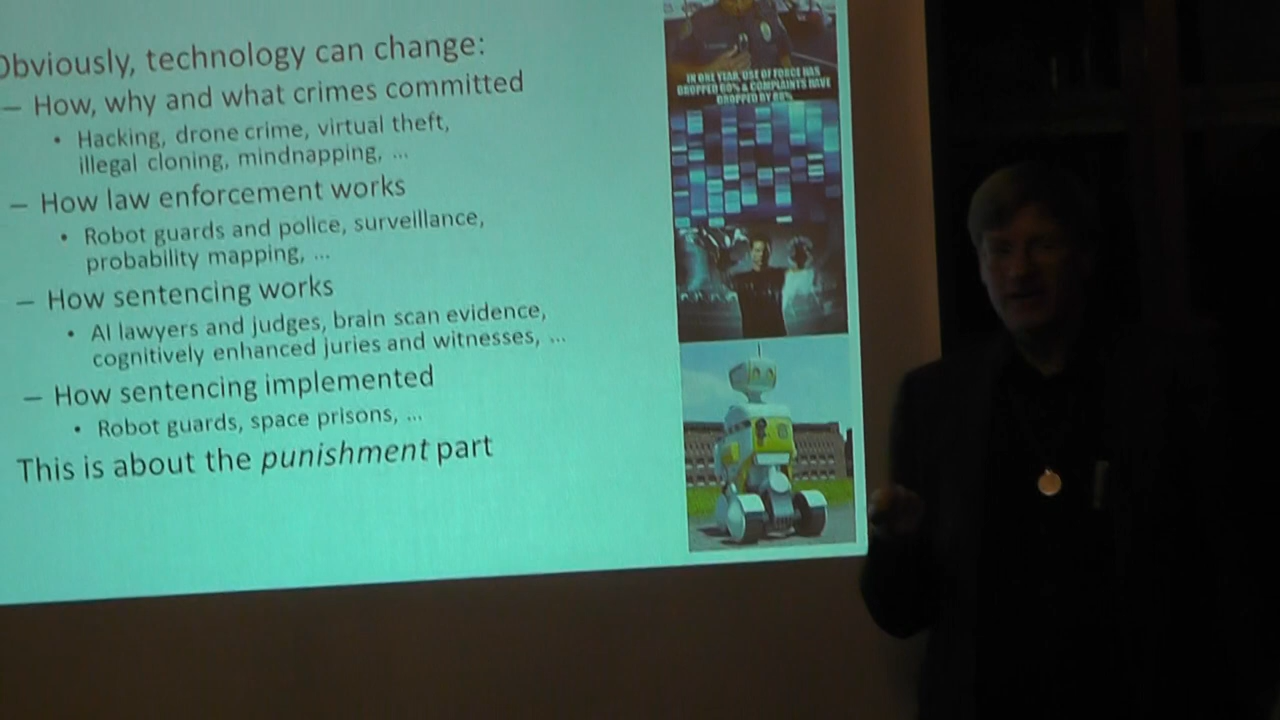 Obviously, technology can change:
– How, why and what crimes committed
• Hacking, drone crime, virtual theft,
illegal cloning, mindnapping, ...
– How law enforcement works
• Robot guards and police, surveillance,
probability mapping, ...
– How sentencing works
• AI lawyers and judges, brain scan evidence,
cognitively enhanced juries and witnesses, ...
– How sentencing implemented
• Robot guards, space prisons, ...
This is about the punishment part
IN ONE YEAR, USE OF FORCE HAS
DROPPED 60% & COMPLAINTS HAVE
DROPPED BY